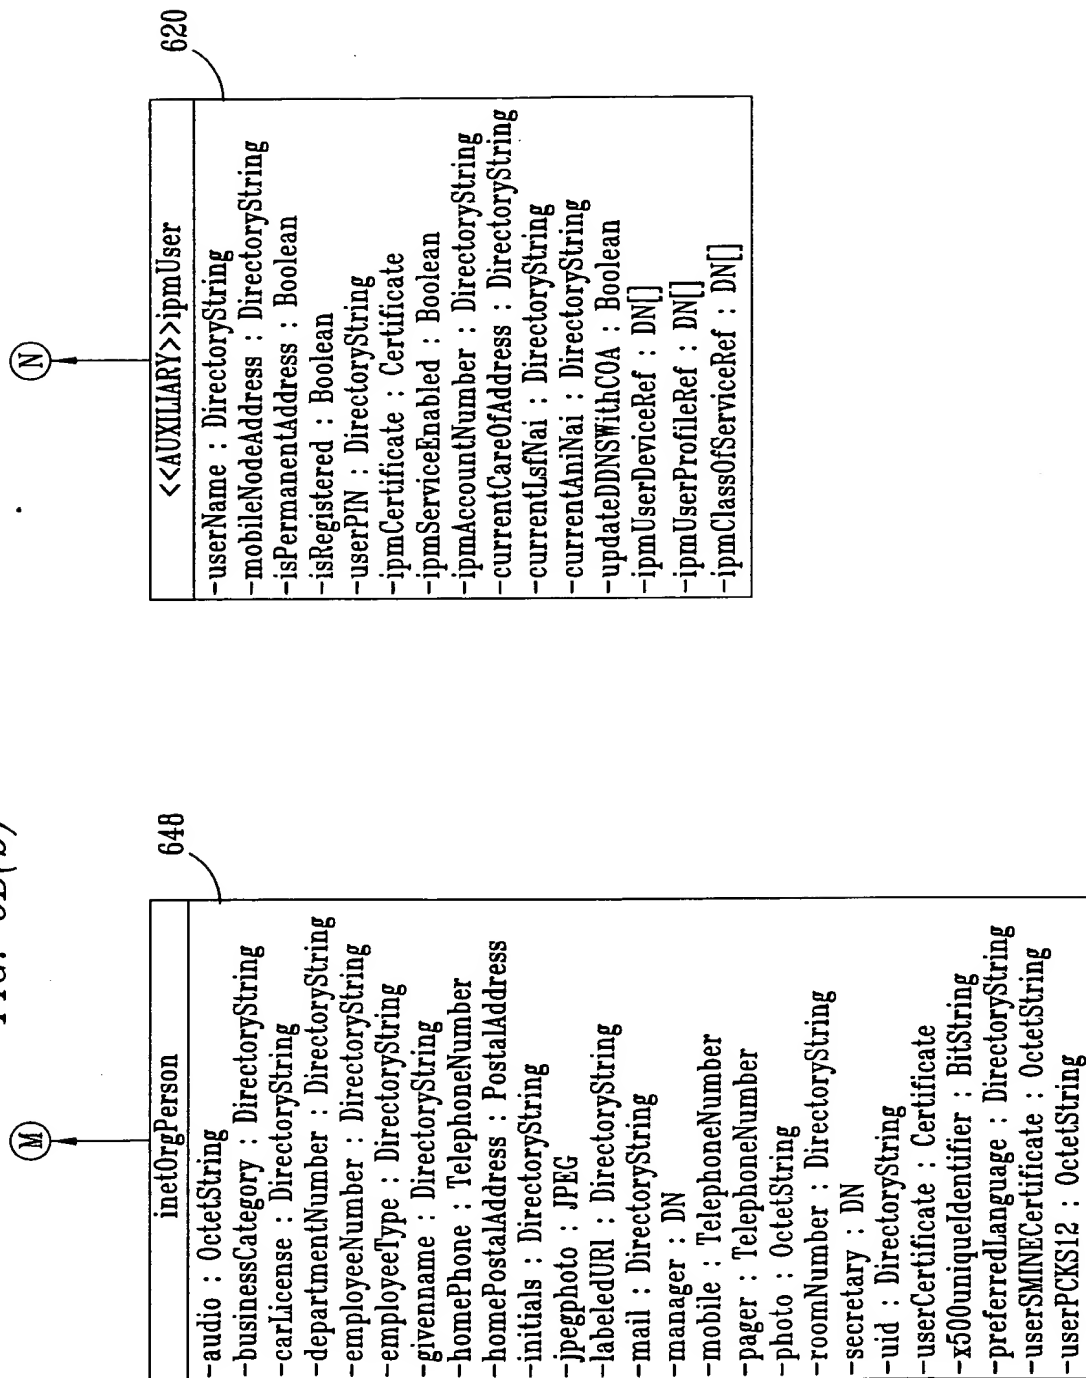 FIG.
M
648
inetOrgPerson
-audio : OctetString
-businessCategory : DirectoryString
-carLicense : DirectoryString
-departmentNumber : DirectoryString
-employeeNumber : DirectoryString
-employeeType : DirectoryString
-givenname : DirectoryString
-homePhone : TelephoneNumber
-homePostalAddress : PostalAddress
-initials : DirectoryString
-jpegphoto : JPEG
-labeledURI : DirectoryString
-mail : DirectoryString
-manager : DN
-mobile : TelephoneNumber
-pager : TelephoneNumber
-photo : OctetString
-roomNumber : DirectoryString
-secretary : DN
-uid : DirectoryString
-userCertificate : Certificate
-x500uniqueIdentifier : BitString
-preferredLanguage : DirectoryString
-userSMINECertificate : OctetString
-userPCKS12 : OctetString
N
620
<<AUXILIARY>>ipmUser
-userName : DirectoryString
-mobileNodeAddress : DirectoryString
-isPermanentAddress : Boolean
-isRegistered : Boolean
-userPIN : DirectoryString
-ipmCertificate : Certificate
-ipmServiceEnabled : Boolean
-ipmAccountNumber : DirectoryString
-currentCareOfAddress : DirectoryString
-currentLsfNai : DirectoryString
-currentAniNai : DirectoryString
-updateDDNSWithCOA : Boolean
-ipmUserDeviceRef : DN[]
-ipmUserProfileRef : DN[]
-ipmClassOfServiceRef : DN[]